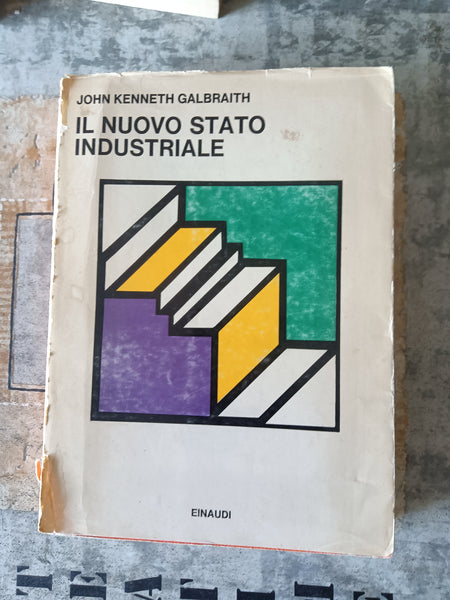 JOHN KENNETH GALBRAITH
IL NUOVO STATO
INDUSTRIALE
EINAUDI